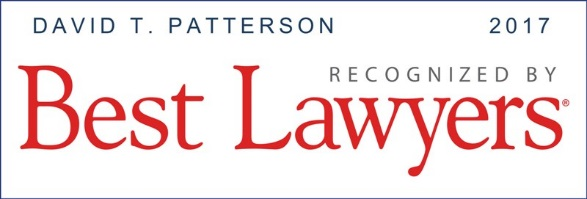 DAVID T. PATTERSON 2017
RECOGNIZED BY
Best Lawyers®